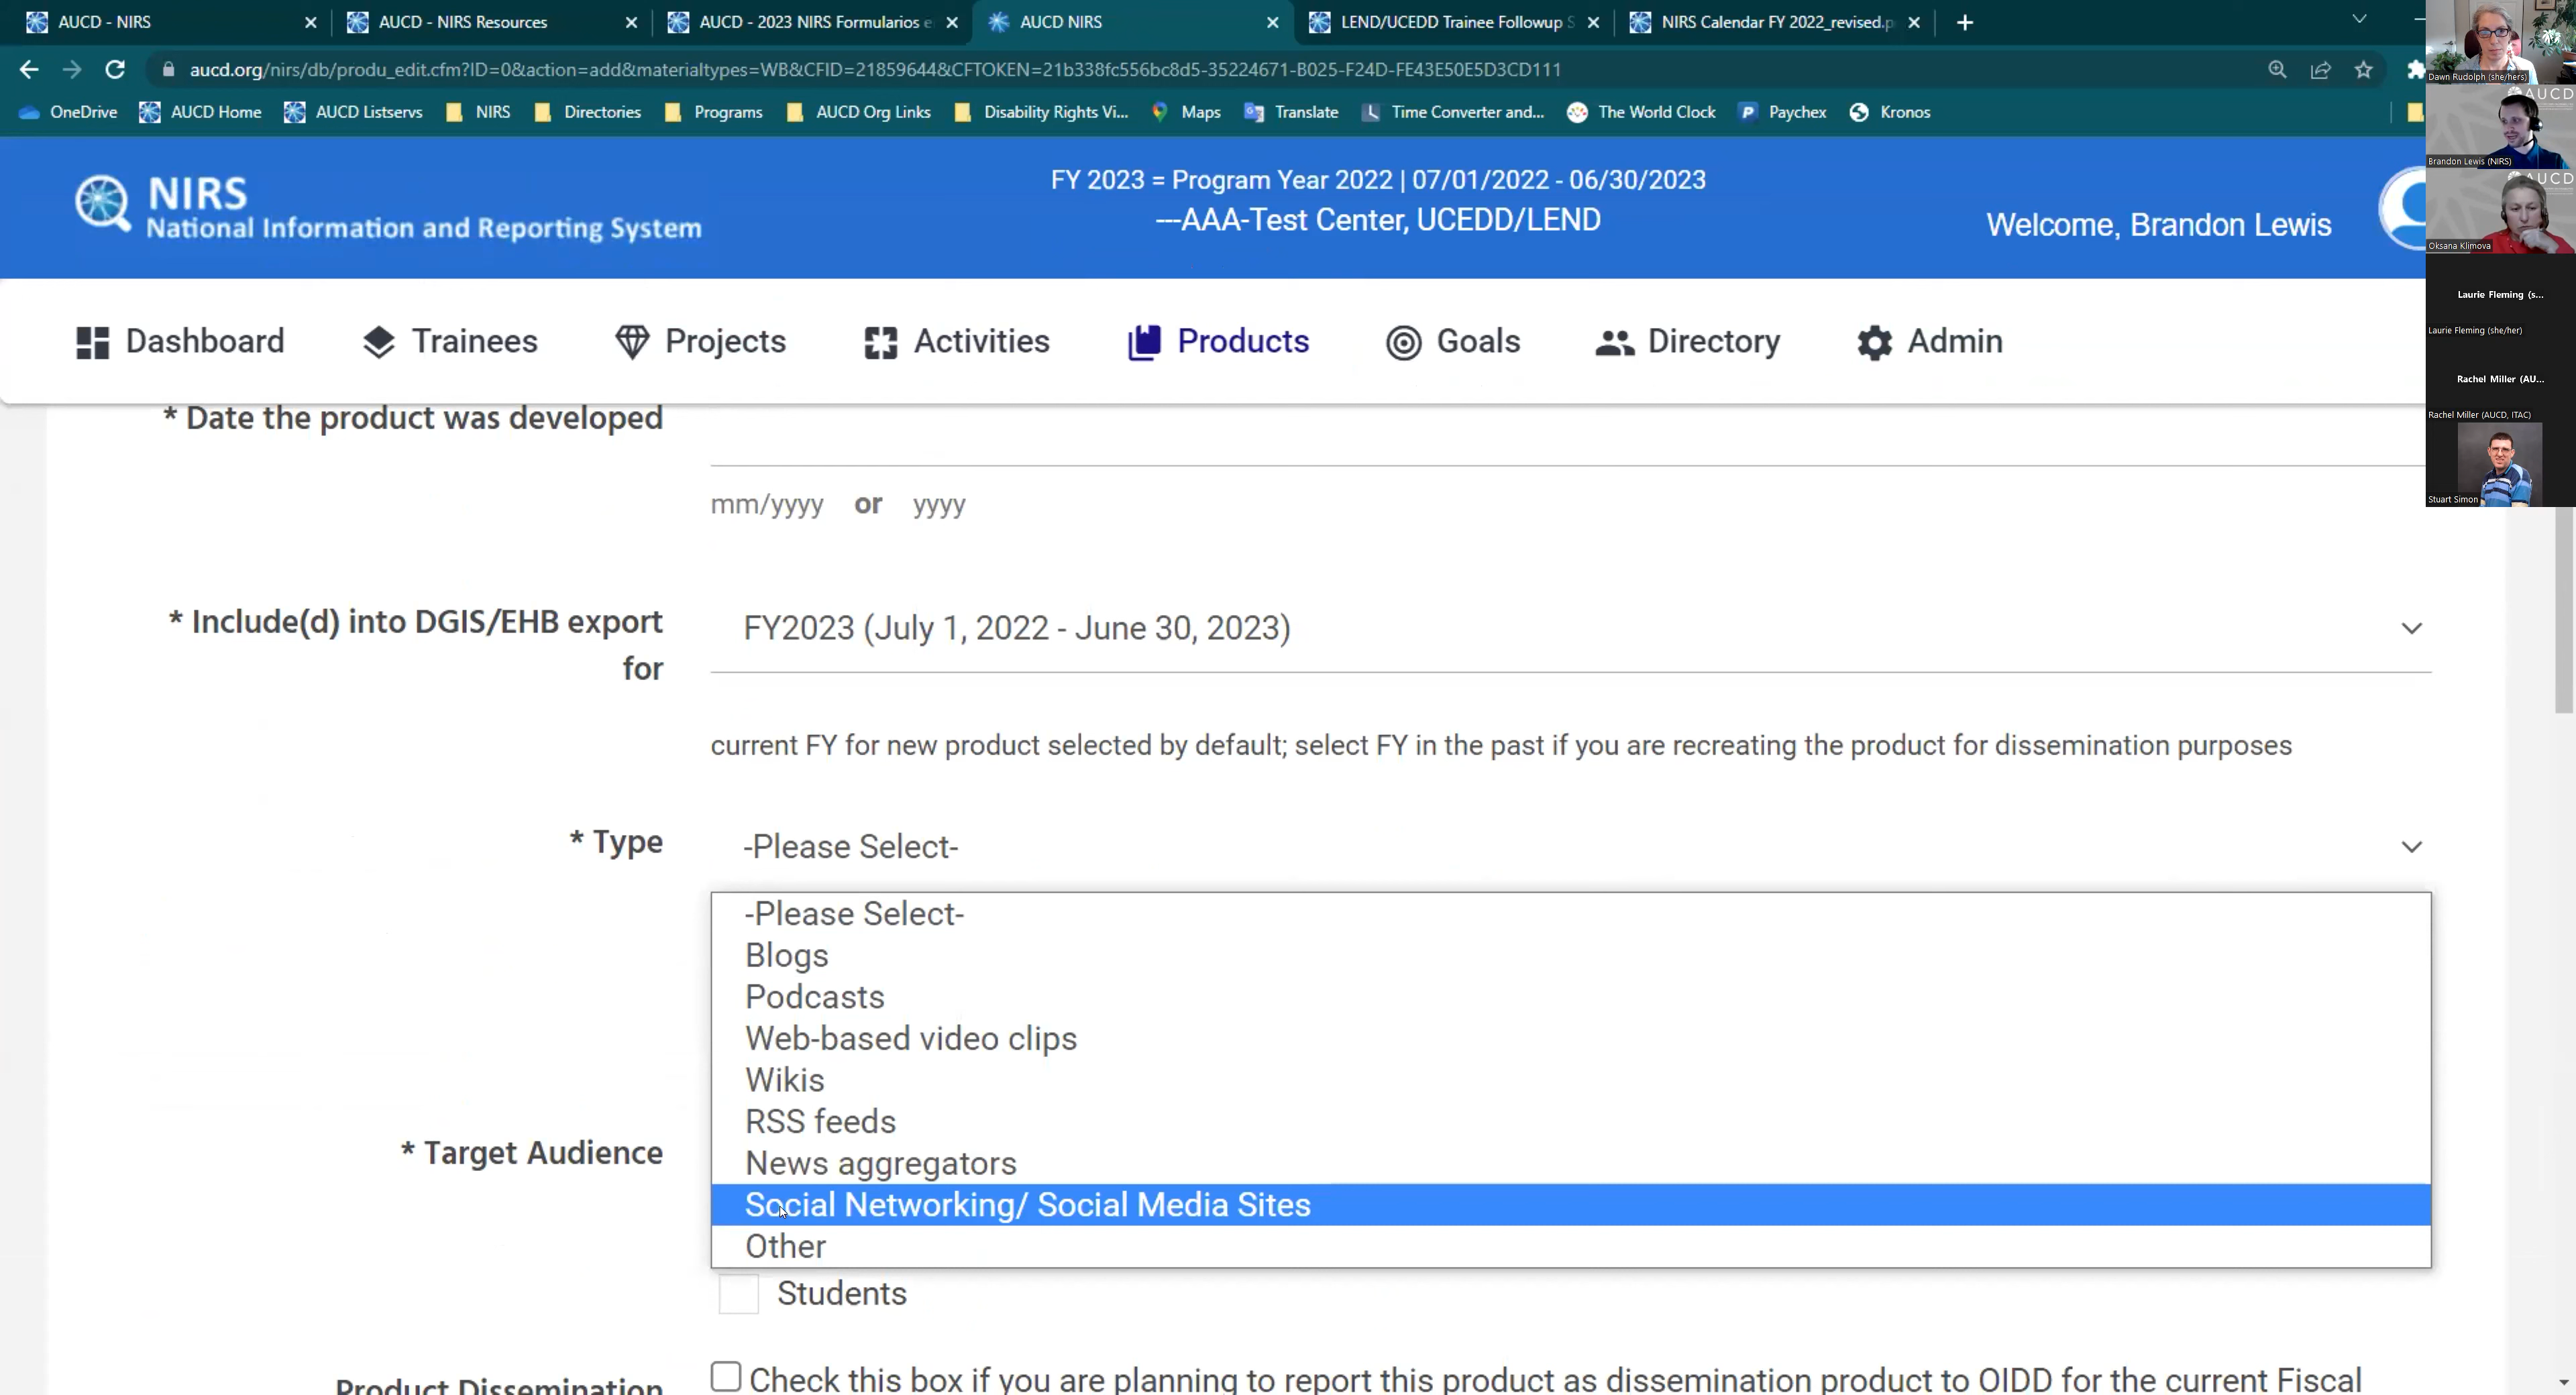 AUCD - NIRS
AUCD - NIRS Resources
AUCD - 2023 NIRS Formularios e
AUCD NIRS
LEND/UCEDD Trainee Followup S
NIRS Calendar FY 2022_revised.p
aucd.org/nirs/db/produ_edit.cfm?ID=0&action=add&materialtypes=WB&CFID=21859644&CFTOKEN=21b338fc556bc8d5-35224671-B025-F24D-FE43E50E5D3CD111
OneDrive
AUCD Home
AUCD Listservs
NIRS
Directories
Programs
AUCD Org Links
Disability Rights Vi...
Maps
Translate
Time Converter and...
The World Clock
Paychex
Kronos
Dawn Rudolph (she/hers)
AUCD
Brandon Lewis (NIRS)
AUCD
Oksana Klimova
Laurie Fleming (s...
Laurie Fleming (she/her)
Rachel Miller (AU...
Rachel Miller (AUCD, ITAC)
Stuart Simon
NIRS
National Information and Reporting System
FY 2023 = Program Year 2022 | 07/01/2022 - 06/30/2023
---AAA-Test Center, UCEDD/LEND
Welcome, Brandon Lewis
Dashboard
Trainees
Projects
Activities
Products
Goals
Directory
Admin
* Date the product was developed
mm/yyyy or yyyy
* Include(d) into DGIS/EHB export for
FY2023 (July 1, 2022 - June 30, 2023)
current FY for new product selected by default; select FY in the past if you are recreating the product for dissemination purposes
* Type
-Please Select-
-Please Select-
Blogs
Podcasts
Web-based video clips
Wikis
RSS feeds
News aggregators
Social Networking/ Social Media Sites
Other
* Target Audience
Students
Product Dissemination
Check this box if you are planning to report this product as dissemination product to OIDD for the current Fiscal